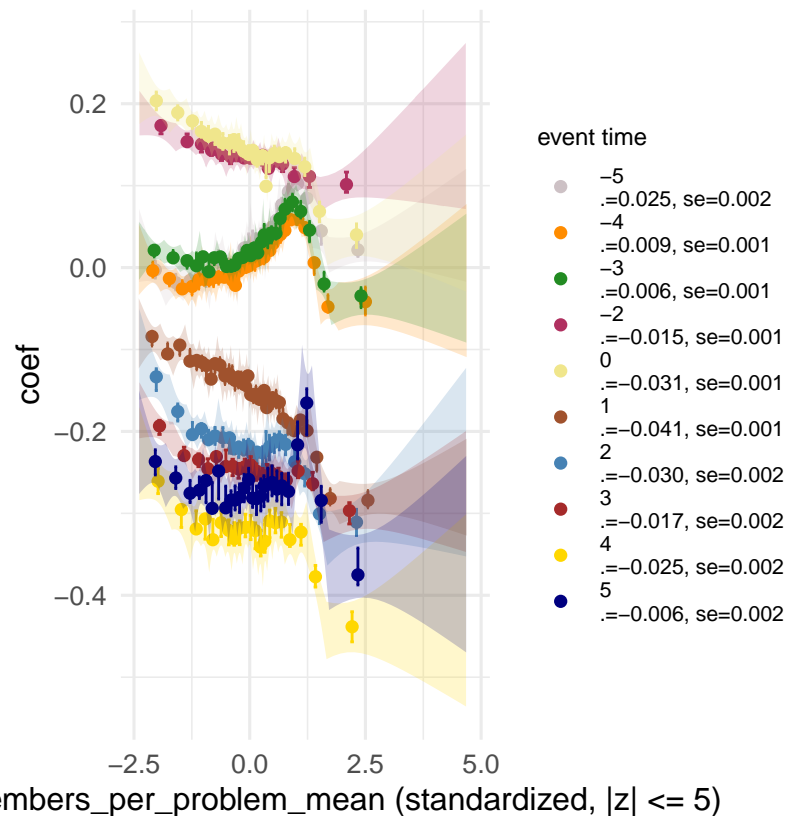 event time
−5
.=0.025, se=0.002
−4
.=0.009, se=0.001
−3
.=0.006, se=0.001
−2
.=−0.015, se=0.001
0
.=−0.031, se=0.001
1
.=−0.041, se=0.001
2
.=−0.030, se=0.002
3
.=−0.017, se=0.002
4
.=−0.025, se=0.002
5
.=−0.006, se=0.002
coef
0.2
0.0
−0.2
−0.4
−2.5 0.0 2.5 5.0
embers_per_problem_mean (standardized, |z| <= 5)